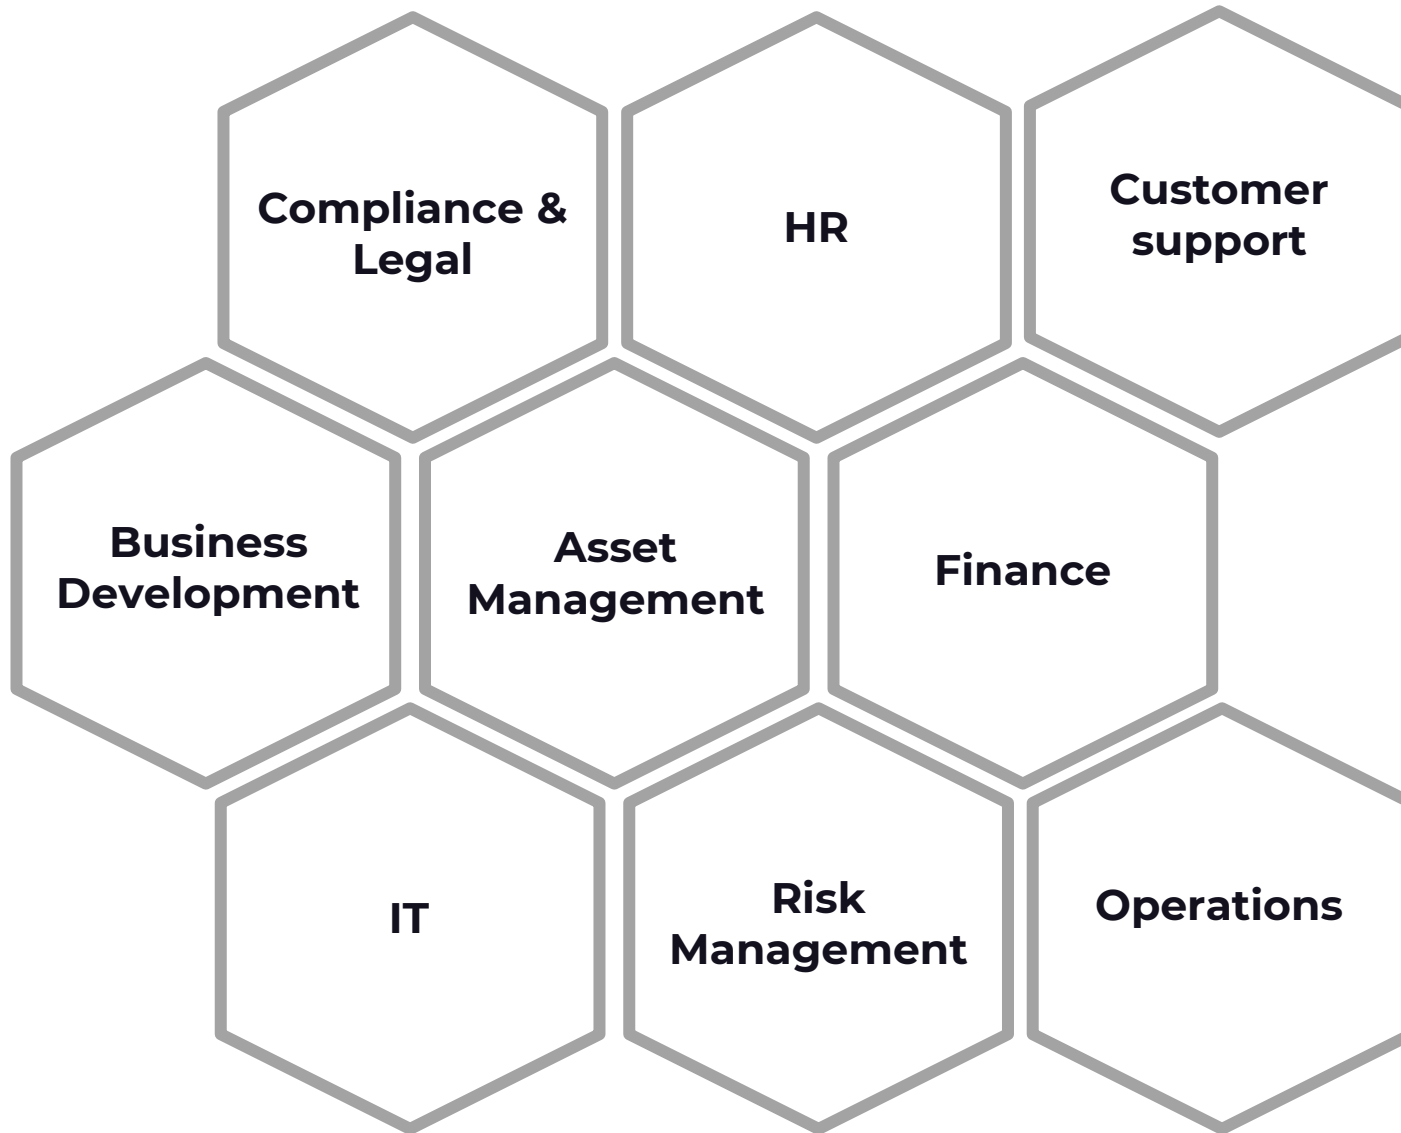 Compliance &
Legal
HR
Customer
support
Business
Development
Asset
Management
Finance
IT
Risk
Management
Operations